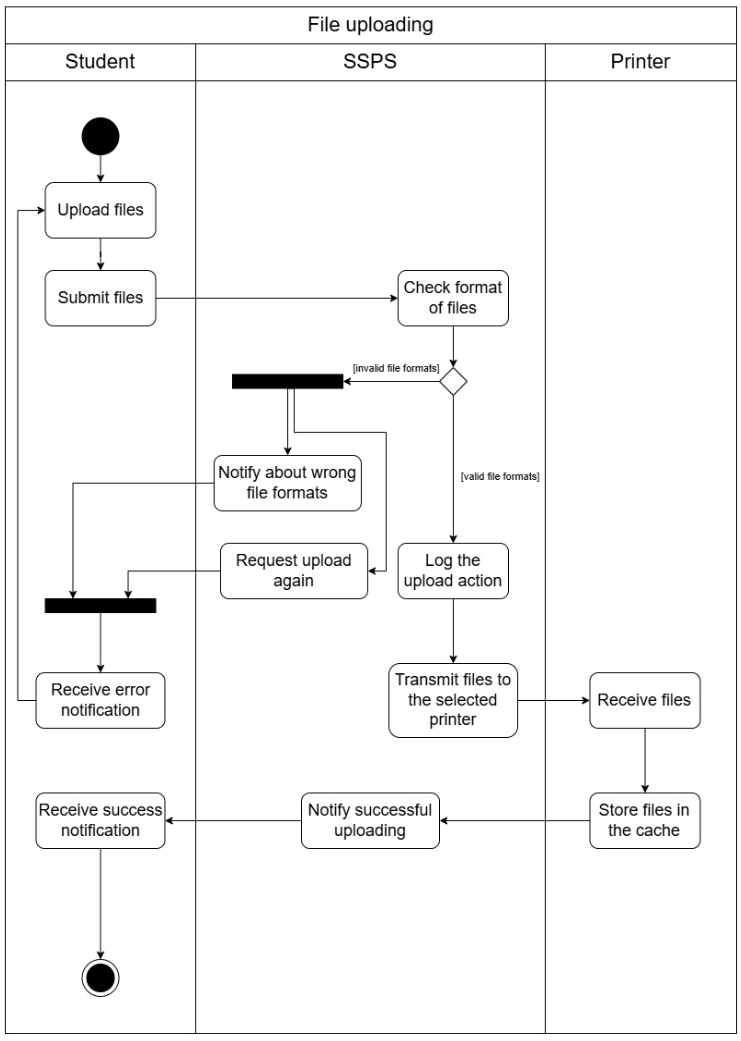 File uploading
Student
SSPS
Printer
Upload files
Submit files
Check format
of files
[invalid file formats]
Notify about wrong
file formats
[valid file formats]
Request upload
again
Log the
upload action
Receive error
notification
Transmit files to
the selected
printer
Receive files
Receive success
notification
Notify successful
uploading
Store files in
the cache